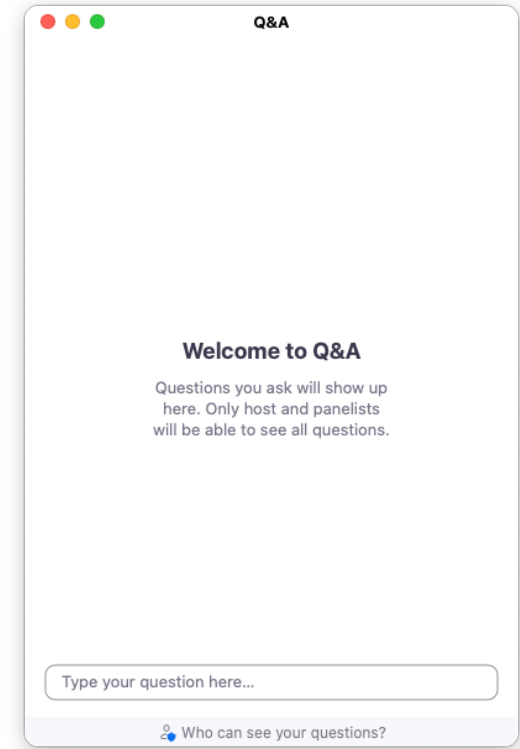 Q&A
Welcome to Q&A
Questions you ask will show up
here. Only host and panelists
will be able to see all questions.
Type your question here...
Who can see your questions?